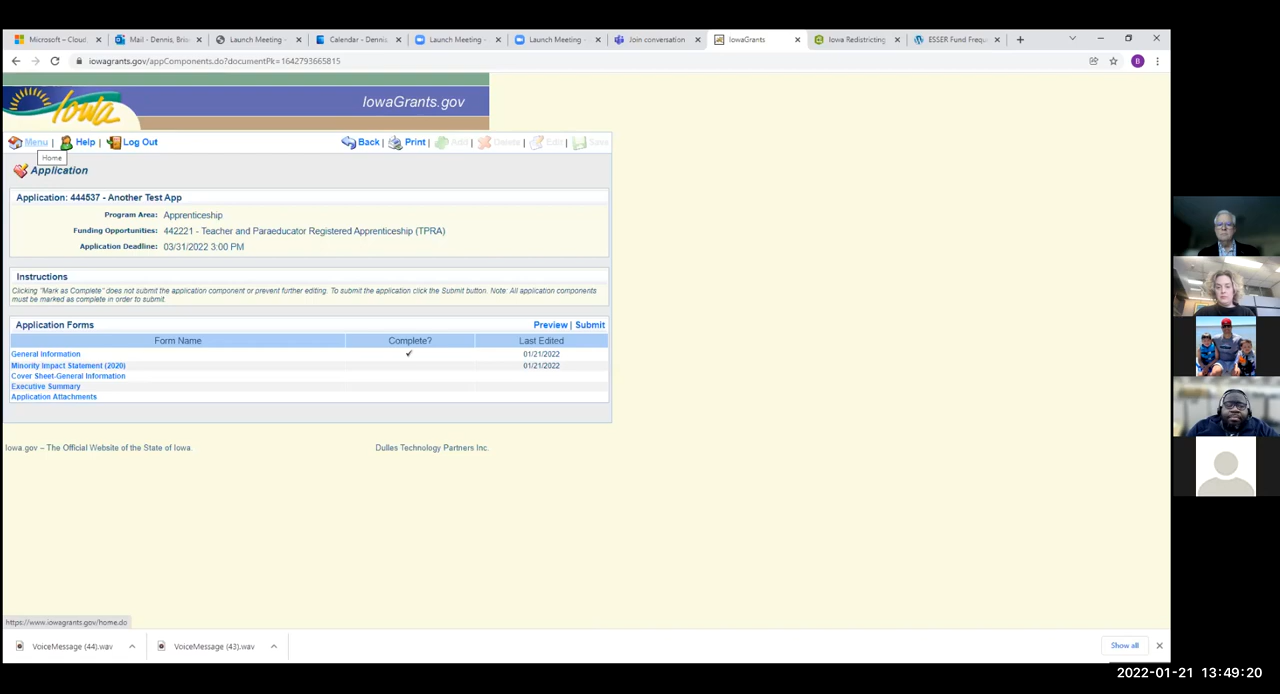 Microsoft – Cloud, Mail - Dennis, Bri Launch Meeting - Calendar - Dennis Launch Meeting - Launch Meeting - Join conversation IowaGrants Iowa Redistricting ESSER Fund Freq
iowagrants.gov/appComponents.do?documentPk=1642793665815
B
Iowa
IowaGrants.gov
Menu | Help | Log Out Back | Print | Add | Delete | Edit | Save
Home
Application
Application: 444537 - Another Test App
Program Area: Apprenticeship
Funding Opportunities: 442221 - Teacher and Paraeducator Registered Apprenticeship (TPRA)
Application Deadline: 03/31/2022 3:00 PM
Instructions
Clicking "Mark as Complete" does not submit the application component or prevent further editing. To submit the application click the Submit button. Note: All application components
must be marked as complete in order to submit.
Application Forms Preview | Submit
Form Name Complete? Last Edited
General Information ✓ 01/21/2022
Minority Impact Statement (2020) 01/21/2022
Cover Sheet-General Information
Executive Summary
Application Attachments
Iowa.gov – The Official Website of the State of Iowa. Dulles Technology Partners Inc.
https://www.iowagrants.gov/home.do
VoiceMessage (44).wav VoiceMessage (43).wav Show all
2022-01-21 13:49:20